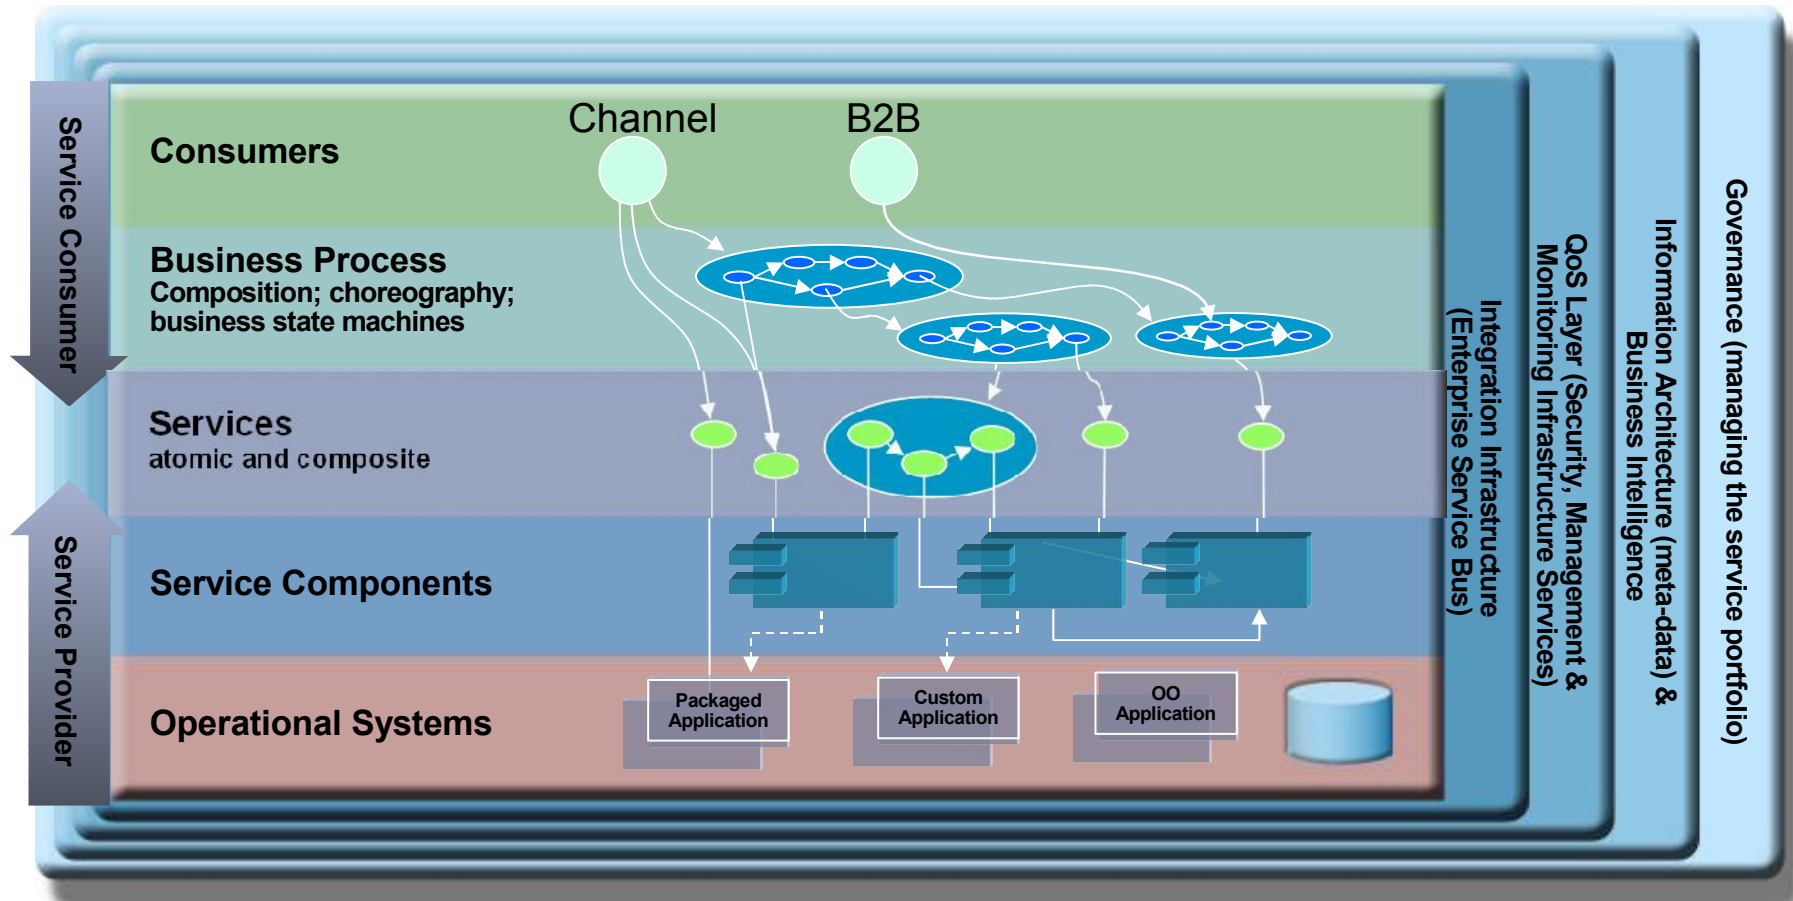 Channel
B2B
Service Consumer
Consumers
Business Process
Composition; choreography;
business state machines
Services
atomic and composite
Service Components
Service Provider
Operational Systems
Packaged
Application
Custom
Application
OO
Application
Integration Infrastructure
(Enterprise Service Bus)
QoS Layer (Security, Management &
Monitoring Infrastructure Services)
Information Architecture (meta-data) &
Business Intelligence
Governance (managing the service portfolio)